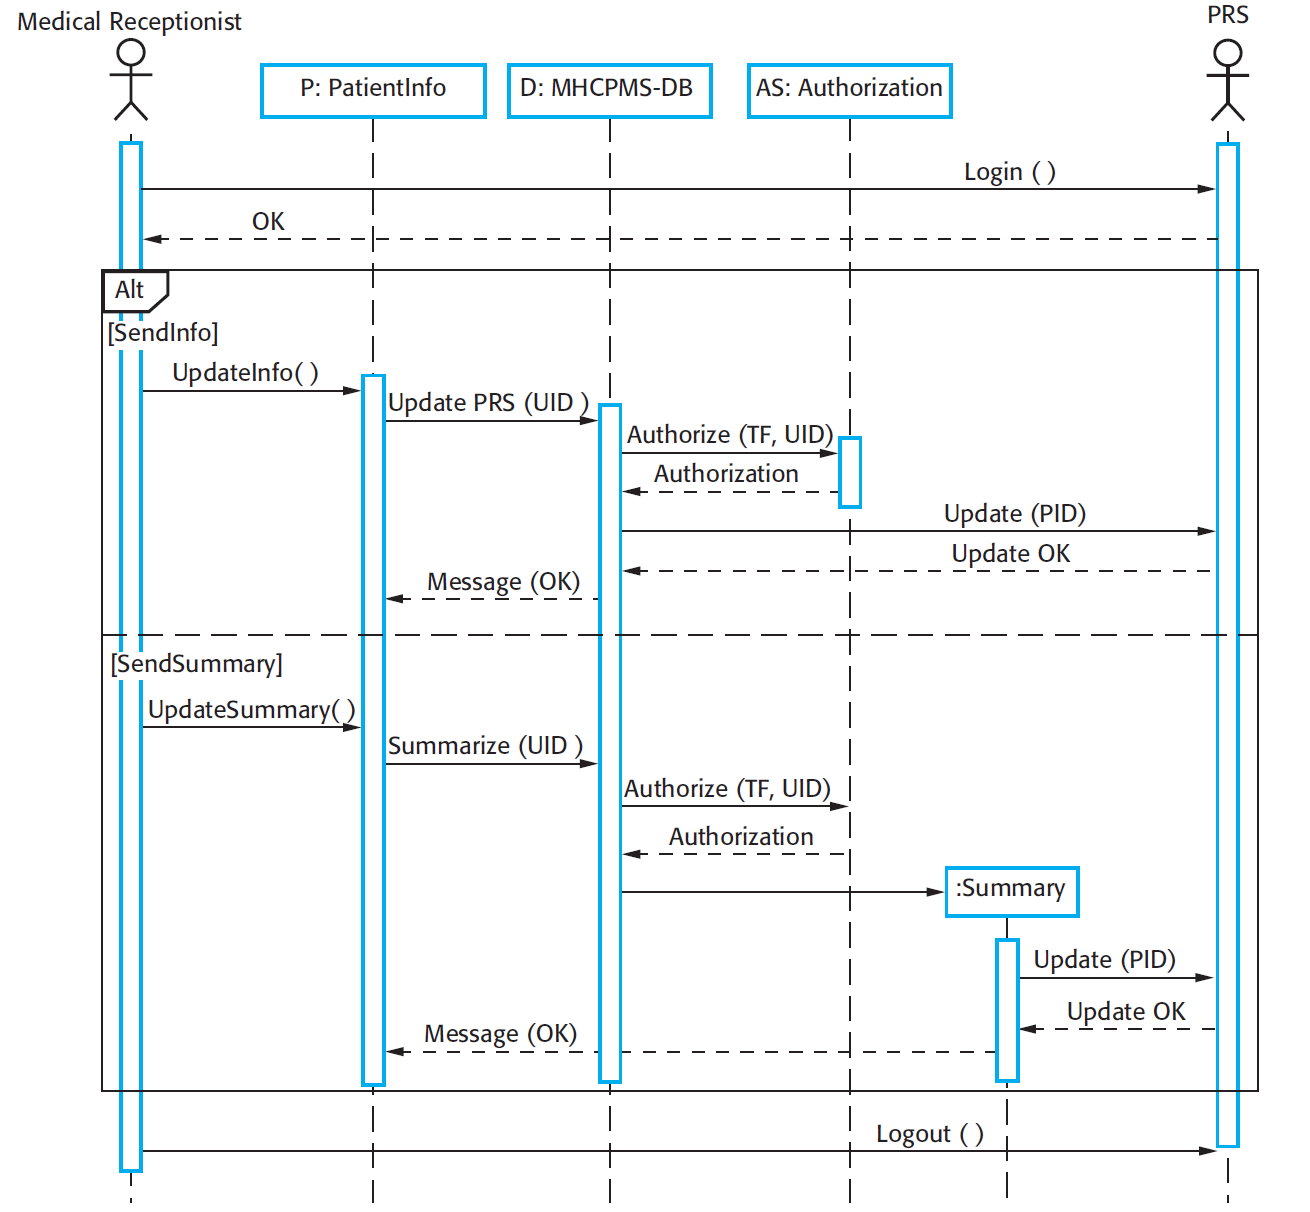 Medical Receptionist
PRS
P: PatientInfo
D: MHCPMS-DB
AS: Authorization
Login ( )
OK
Alt
[SendInfo]
UpdateInfo( )
Update PRS (UID )
Authorize (TF, UID)
Authorization
Update (PID)
Update OK
Message (OK)
[SendSummary]
UpdateSummary( )
Summarize (UID )
Authorize (TF, UID)
Authorization
:Summary
Update (PID)
Update OK
Message (OK)
Logout ( )